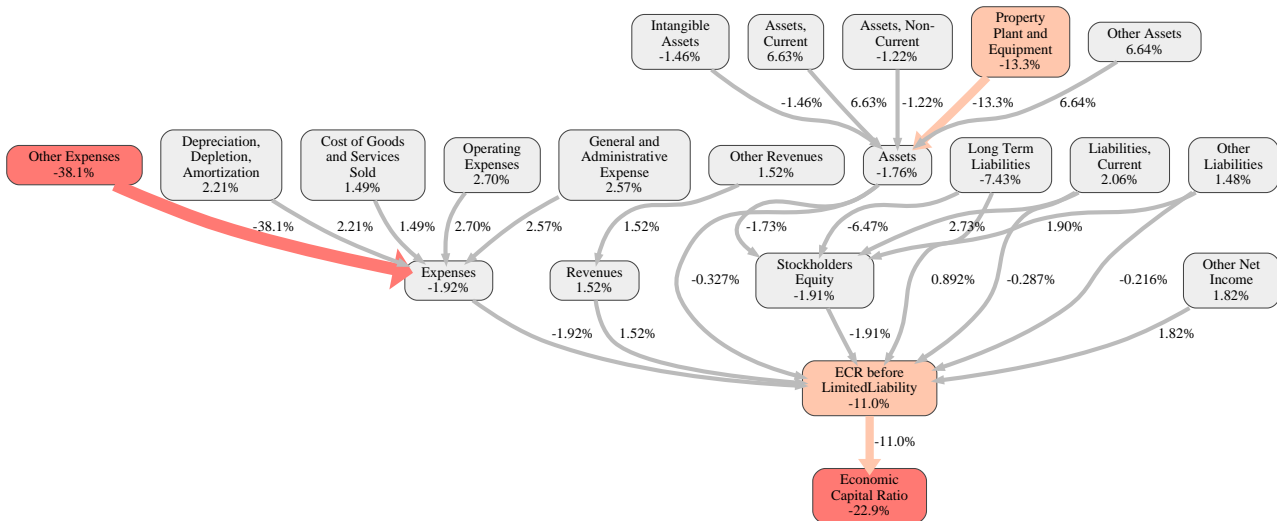 Intangible
Assets
-1.46%
Assets,
Current
6.63%
Assets, Non-
Current
-1.22%
Property
Plant and
Equipment
-13.3%
Other Assets
6.64%
-1.46%
6.63%
-1.22%
-13.3%
6.64%
Other Expenses
-38.1%
Depreciation,
Depletion,
Amortization
2.21%
Cost of Goods
and Services
Sold
1.49%
Operating
Expenses
2.70%
General and
Administrative
Expense
2.57%
Other Revenues
1.52%
Assets
-1.76%
Long Term
Liabilities
-7.43%
Liabilities,
Current
2.06%
Other
Liabilities
1.48%
-38.1%
2.21%
1.49%
2.70%
2.57%
1.52%
-1.73%
-6.47%
2.73%
1.90%
Expenses
-1.92%
Revenues
1.52%
-0.327%
Stockholders
Equity
-1.91%
0.892%
-0.287%
-0.216%
Other Net
Income
1.82%
-1.92%
1.52%
-1.91%
1.82%
ECR before
LimitedLiability
-11.0%
-11.0%
Economic
Capital Ratio
-22.9%